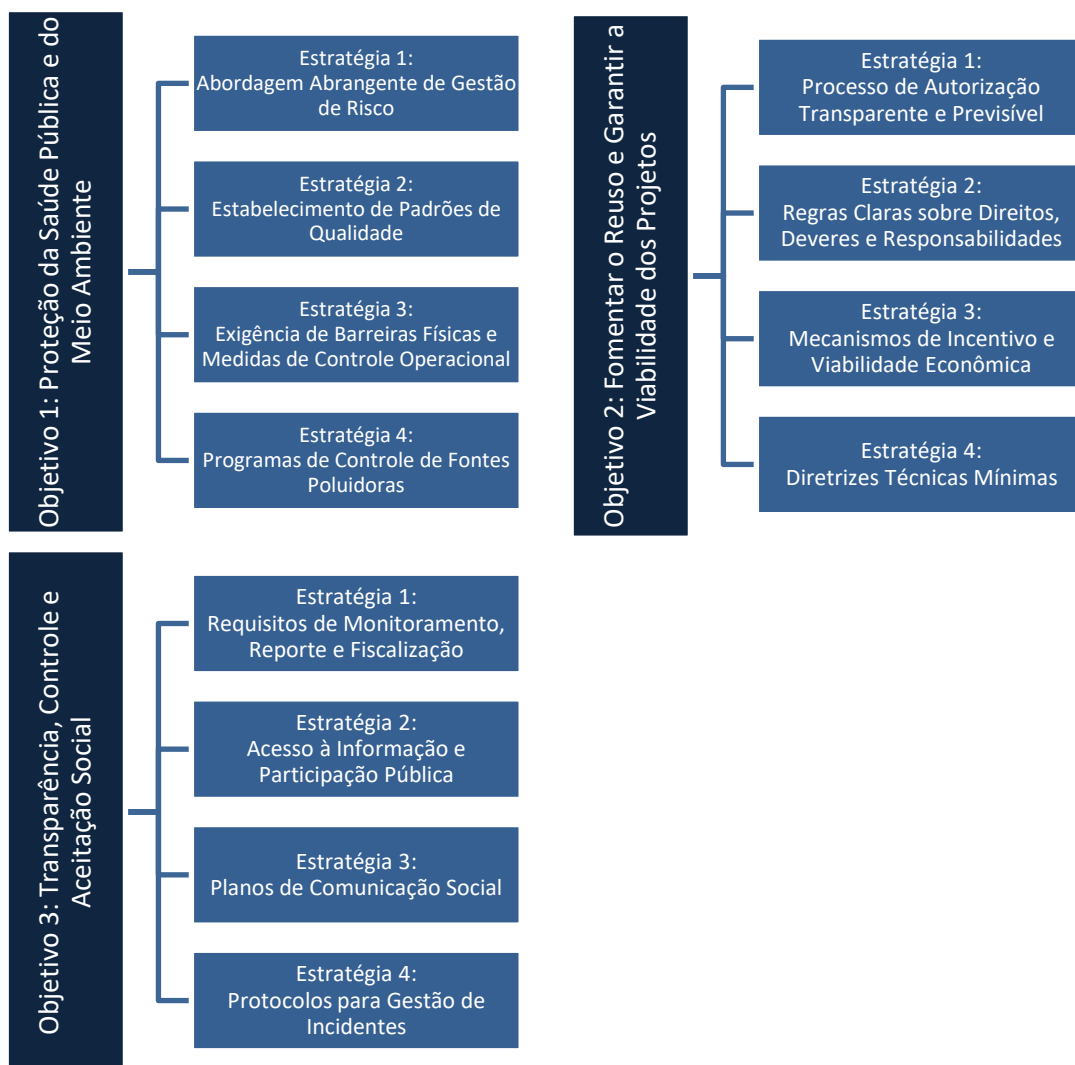 Objetivo 1: Proteção da Saúde Pública e do
Meio Ambiente
Estratégia 1:
Abordagem Abrangente de Gestão
de Risco
Estratégia 2:
Estabelecimento de Padrões de
Qualidade
Estratégia 3:
Exigência de Barreiras Físicas e
Medidas de Controle Operacional
Estratégia 4:
Programas de Controle de Fontes
Poluidoras
Objetivo 2: Fomentar o Reuso e Garantir a
Viabilidade dos Projetos
Estratégia 1:
Processo de Autorização
Transparente e Previsível
Estratégia 2:
Regras Claras sobre Direitos,
Deveres e Responsabilidades
Estratégia 3:
Mecanismos de Incentivo e
Viabilidade Econômica
Estratégia 4:
Diretrizes Técnicas Mínimas
Objetivo 3: Transparência, Controle e
Aceitação Social
Estratégia 1:
Requisitos de Monitoramento,
Reporte e Fiscalização
Estratégia 2:
Acesso à Informação e
Participação Pública
Estratégia 3:
Planos de Comunicação Social
Estratégia 4:
Protocolos para Gestão de
Incidentes